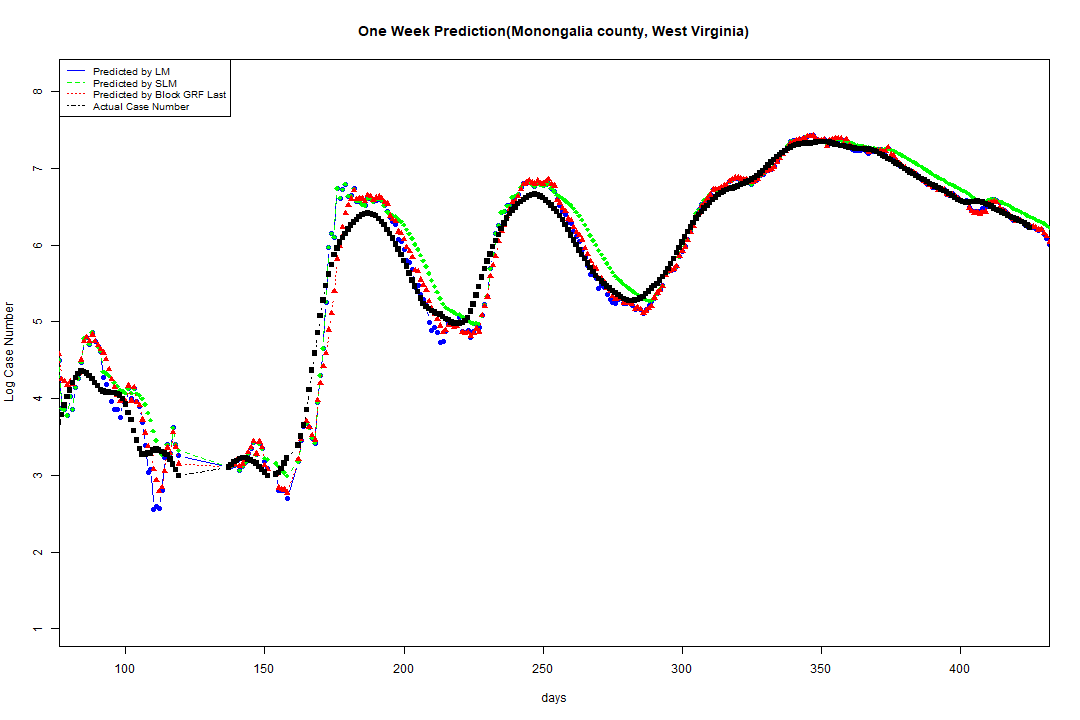 One Week Prediction(Monongalia county, West Virginia)
Predicted by LM
Predicted by SLM
Predicted by Block GRF Last
Actual Case Number
8
7
6
5
4
3
2
1
Log Case Number
100 150 200 250 300 350 400
days